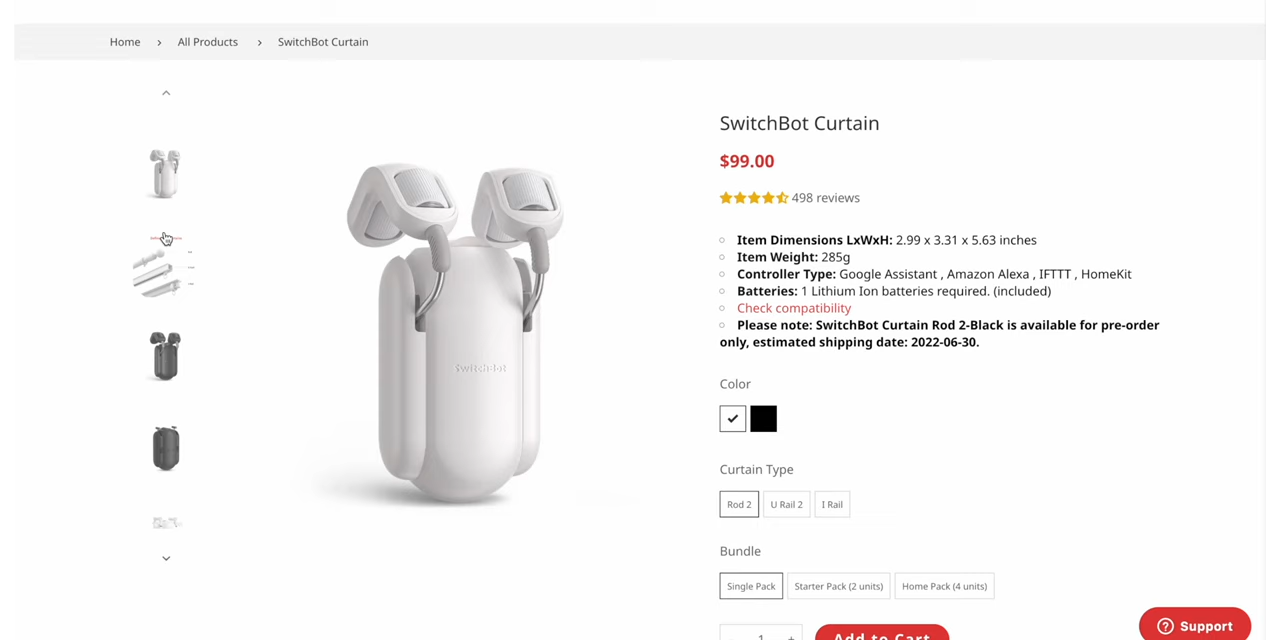 Home > All Products > SwitchBot Curtain
SwitchBot Curtain
$99.00
498 reviews
Item Dimensions LxWxH: 2.99 x 3.31 x 5.63 inches
Item Weight: 285g
Controller Type: Google Assistant , Amazon Alexa , IFTTT , HomeKit
Batteries: 1 Lithium Ion batteries required. (included)
Check compatibility
Please note: SwitchBot Curtain Rod 2-Black is available for pre-order
only, estimated shipping date: 2022-06-30.
SwitchBot
Color
Curtain Type
Rod 2 U Rail 2 I Rail
Bundle
Single Pack Starter Pack (2 units) Home Pack (4 units)
- 1 + Add to Cart
Support